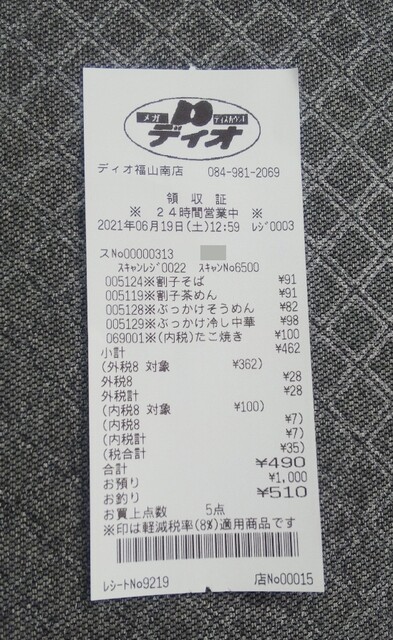 メガ ディスカウント
ディオ
ディオ福山南店 084-981-2069
領収証
※ 24時間営業中 ※
2021年06月19日(土)12:59 レジ0003
スNo00000313
スキャンレジ0022 スキャンNo6500
005124※割子そば ¥91
005119※割子茶めん ¥91
005128※ぶっかけそうめん ¥82
005129※ぶっかけ冷し中華 ¥98
069001※(内税)たこ焼き ¥100
小計 ¥462
(外税8 対象 ¥362)
外税8 ¥28
外税計 ¥28
(内税8 対象 ¥100)
(内税8 ¥7)
(内税計 ¥7)
(税合計 ¥35)
合計 ¥490
お預り ¥1,000
お釣り ¥510
お買上点数 5点
※印は軽減税率(8%)適用商品です
レシートNo9219 店No00015